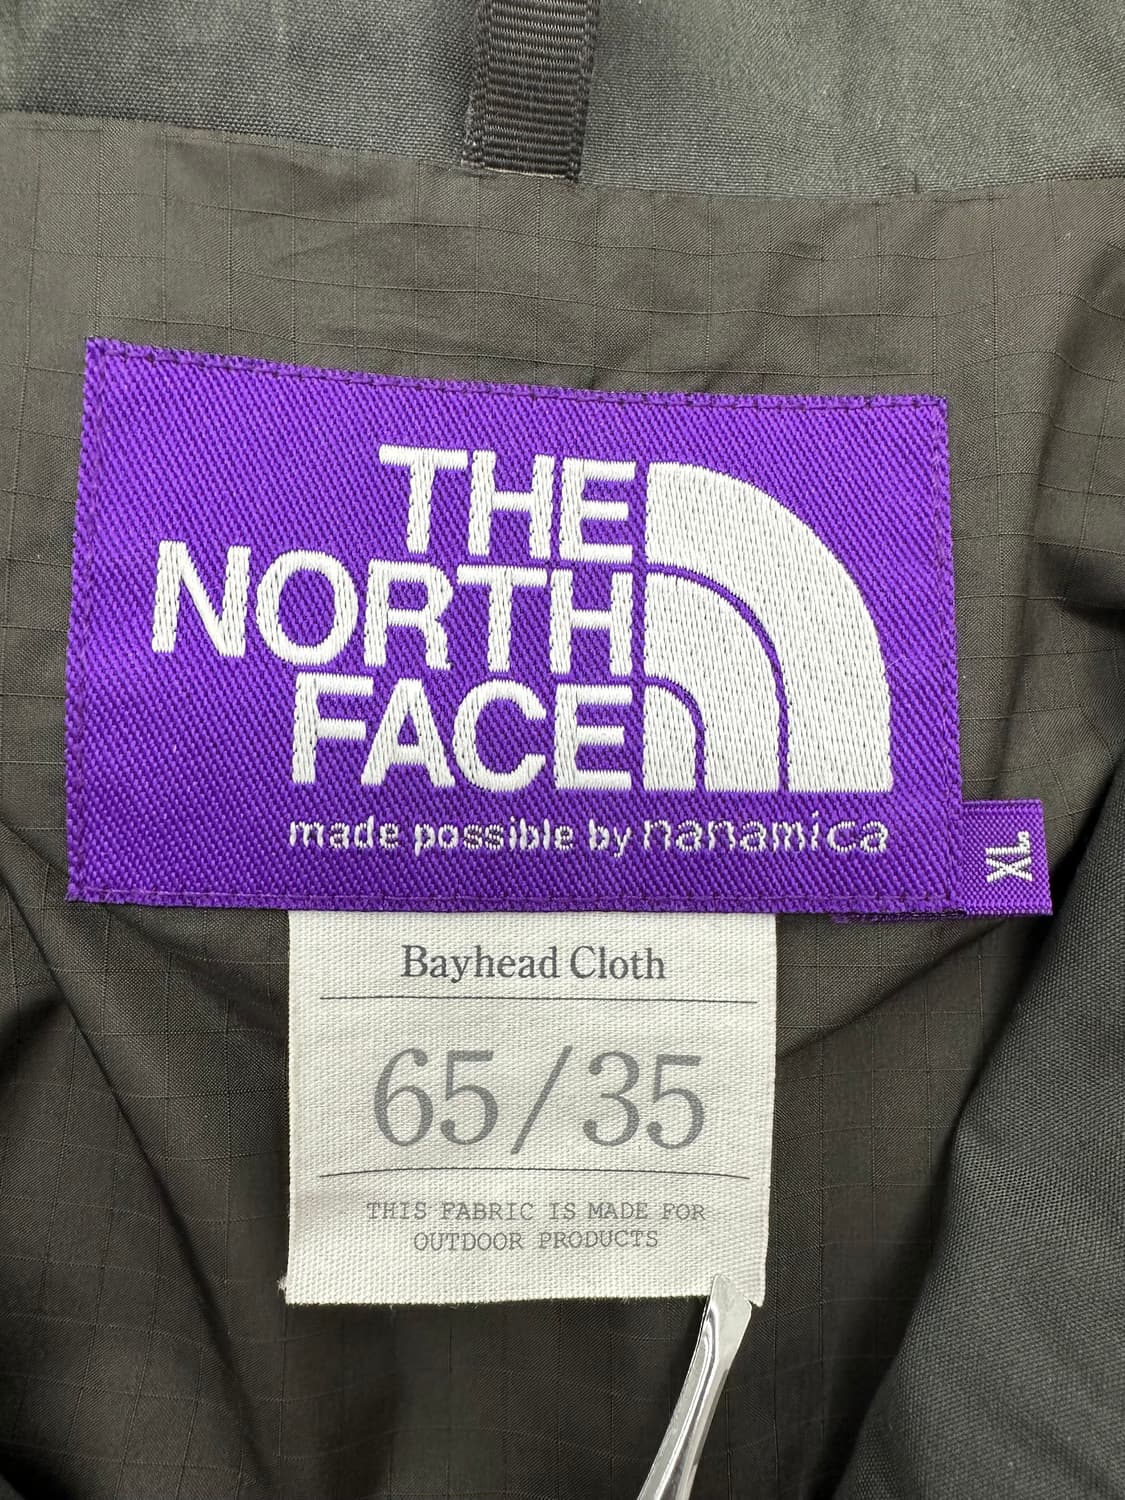 THE
NORTH
FACE
made possible by nanamica
XL.
Bayhead Cloth
65/35
THIS FABRIC IS MADE FOR
OUTDOOR PRODUCTS